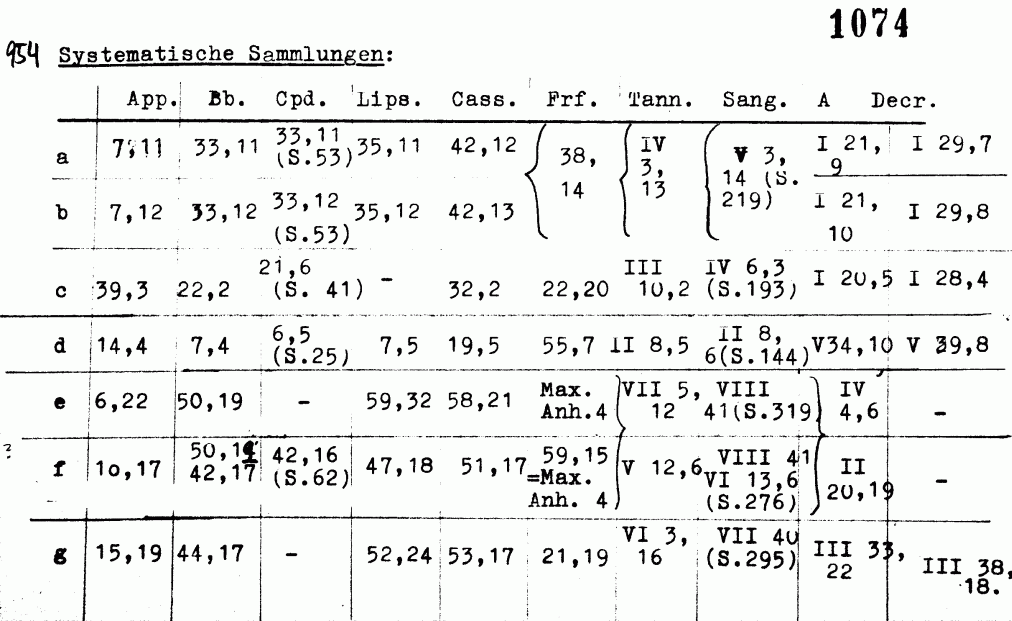 1074
954 Systematische Sammlungen:
App. Bb. Cpd. Lips. Cass. Frf. Tann. Sang. A Decr.
a 7,11 33,11 33,11 (S.53) 35,11 42,12 38, 14 IV 3, 13 V 3, 14 (S. 219) I 21, 9 I 29,7
b 7,12 33,12 33,12 (S.53) 35,12 42,13 I 21, 10 I 29,8
c 39,3 22,2 21,6 (S. 41) - 32,2 22,20 III 10,2 IV 6,3 (S.193) I 20,5 I 28,4
d 14,4 7,4 6,5 (S.25) 7,5 19,5 55,7 II 8,5 II 8, 6(S.144) V34,10 V 39,8
e 6,22 50,19 - 59,32 58,21 Max. Anh.4 VII 5, 12 VIII 41(S.319) IV 4,6 -
? f 10,17 42,17 42,16 (S.62) 47,18 51,17 59,15 =Max. Anh. 4 V 12,6 VIII 41 VI 13,6 (S.276) II 20,19 -
g 15,19 44,17 - 52,24 53,17 21,19 VI 3, 16 VII 40 (S.295) III 33, 22 III 38, 18.